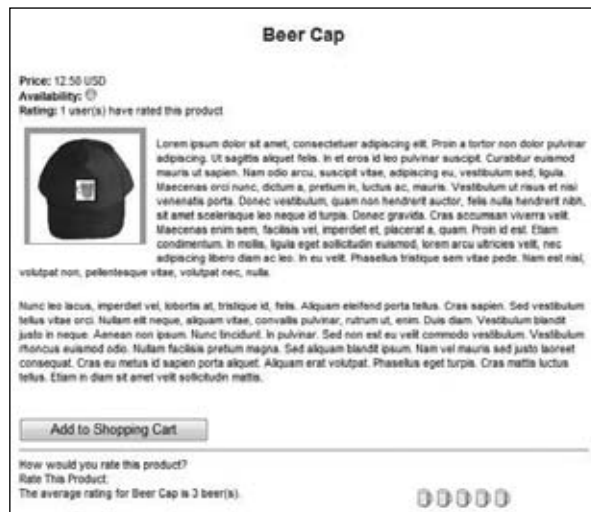 Beer Cap
Price: 12.50 USD
Availability:
Rating: 1 user(s) have rated this product
Lorem ipsum dolor sit amet, consectetuer adipiscing elit. Proin a tortor non dolor pulvinar
adipiscing. Ut sagittis aliquet felis. In et eros id leo pulvinar suscipit. Curabitur euismod
mauris ut sapien. Nam odio arcu, suscipit vitae, adipiscing eu, vestibulum sed, ligula.
Maecenas orci nunc, dictum a, pretium in, luctus ac, mauris. Vestibulum ut risus et nisi
venenatis porta. Donec vestibulum, quam non hendrerit auctor, felis nulla hendrerit nibh,
sit amet scelerisque leo neque id turpis. Donec gravida. Cras accumsan viverra velit.
Maecenas enim sem, facilisis vel, imperdiet et, placerat a, quam. Proin id est. Etiam
condimentum. In mollis, ligula eget sollicitudin euismod, lorem arcu ultricies velit, nec
adipiscing libero diam ac leo. In eu velit. Phasellus tristique sem vitae pede. Nam est nisl,
volutpat non, pellentesque vitae, volutpat nec, nulla.
Nunc leo lacus, imperdiet vel, lobortis at, tristique id, felis. Aliquam eleifend porta tellus. Cras sapien. Sed vestibulum
tellus vitae orci. Nullam elit neque, aliquam vitae, convallis pulvinar, rutrum ut, enim. Duis diam. Vestibulum blandit
justo in neque. Aenean non ipsum. Nunc tincidunt. In pulvinar. Sed non est eu velit commodo vestibulum. Vestibulum
rhoncus euismod odio. Nullam facilisis pretium magna. Sed aliquam blandit ipsum. Nam vel mauris sed justo laoreet
consequat. Cras eu metus id sapien porta aliquet. Aliquam erat volutpat. Phasellus eget turpis. Cras mattis luctus
tellus. Etiam in diam sit amet velit sollicitudin mattis.
Add to Shopping Cart
How would you rate this product?
Rate This Product:
The average rating for Beer Cap is 3 beer(s).